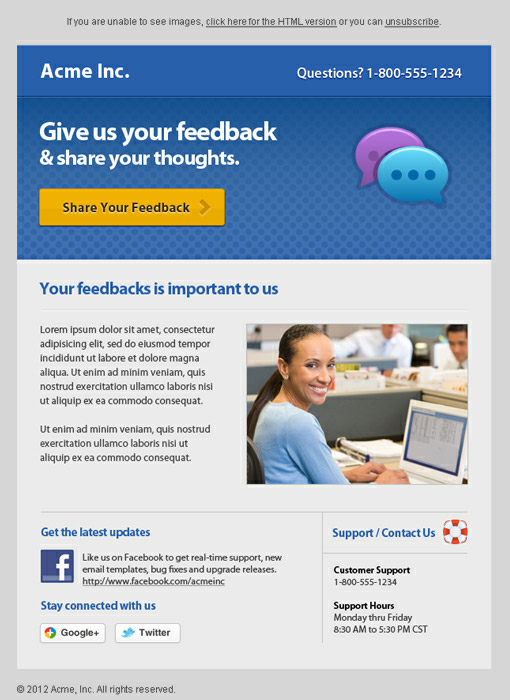 If you are unable to see images, click here for the HTML version or you can unsubscribe.
Acme Inc.
Questions? 1-800-555-1234
Give us your feedback
& share your thoughts.
Share Your Feedback
Your feedbacks is important to us
Lorem ipsum dolor sit amet, consectetur
adipisicing elit, sed do eiusmod tempor
incididunt ut labore et dolore magna
aliqua. Ut enim ad minim veniam, quis
nostrud exercitation ullamco laboris nisi
ut aliquip ex ea commodo consequat.
Ut enim ad minim veniam, quis nostrud
exercitation ullamco laboris nisi ut
aliquip ex ea commodo consequat.
Get the latest updates
f
Like us on Facebook to get real-time support, new
email templates, bug fixes and upgrade releases.
http://www.facebook.com/acmeinc
Stay connected with us
Google+
Twitter
Support / Contact Us
Customer Support
1-800-555-1234
Support Hours
Monday thru Friday
8:30 AM to 5:30 PM CST
© 2012 Acme, Inc. All rights reserved.